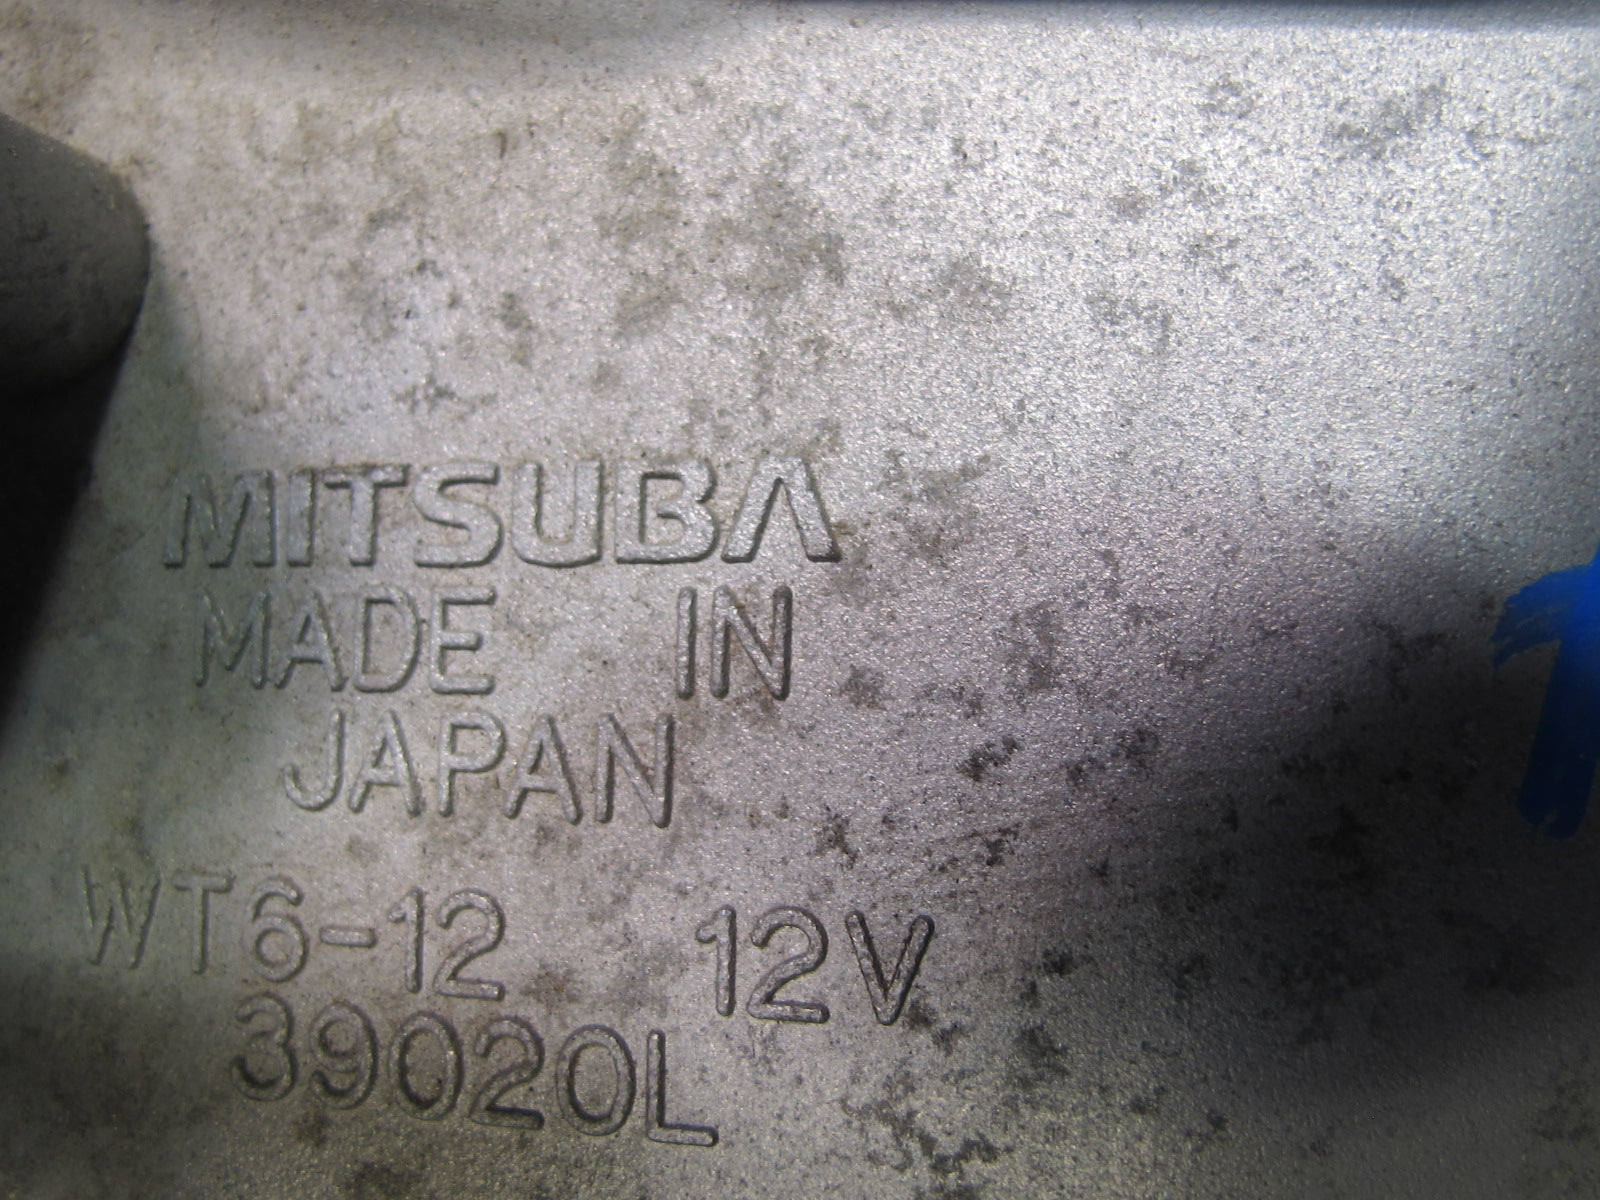 MITSUBA
MADE IN
JAPAN
WT6-12 12V
39020L